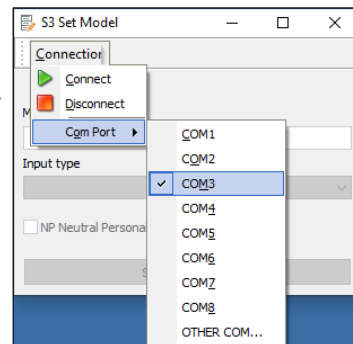 S3 Set Model
Connection
Connect
Disconnect
Com Port
COM1
COM2
Input type
COM3
COM4
NP Neutral Persona
COM5
COM6
COM7
COM8
OTHER COM...